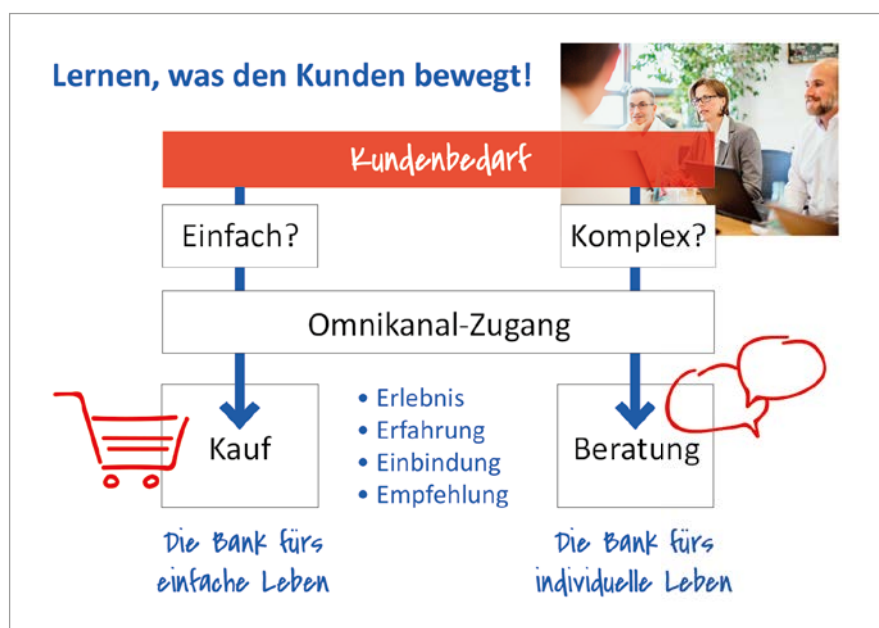 Lernen, was den Kunden bewegt!
Kundenbedarf
Einfach?
Komplex?
Omnikanal-Zugang
Kauf
• Erlebnis
• Erfahrung
• Einbindung
• Empfehlung
Beratung
Die Bank fürs
einfache Leben
Die Bank fürs
individuelle Leben